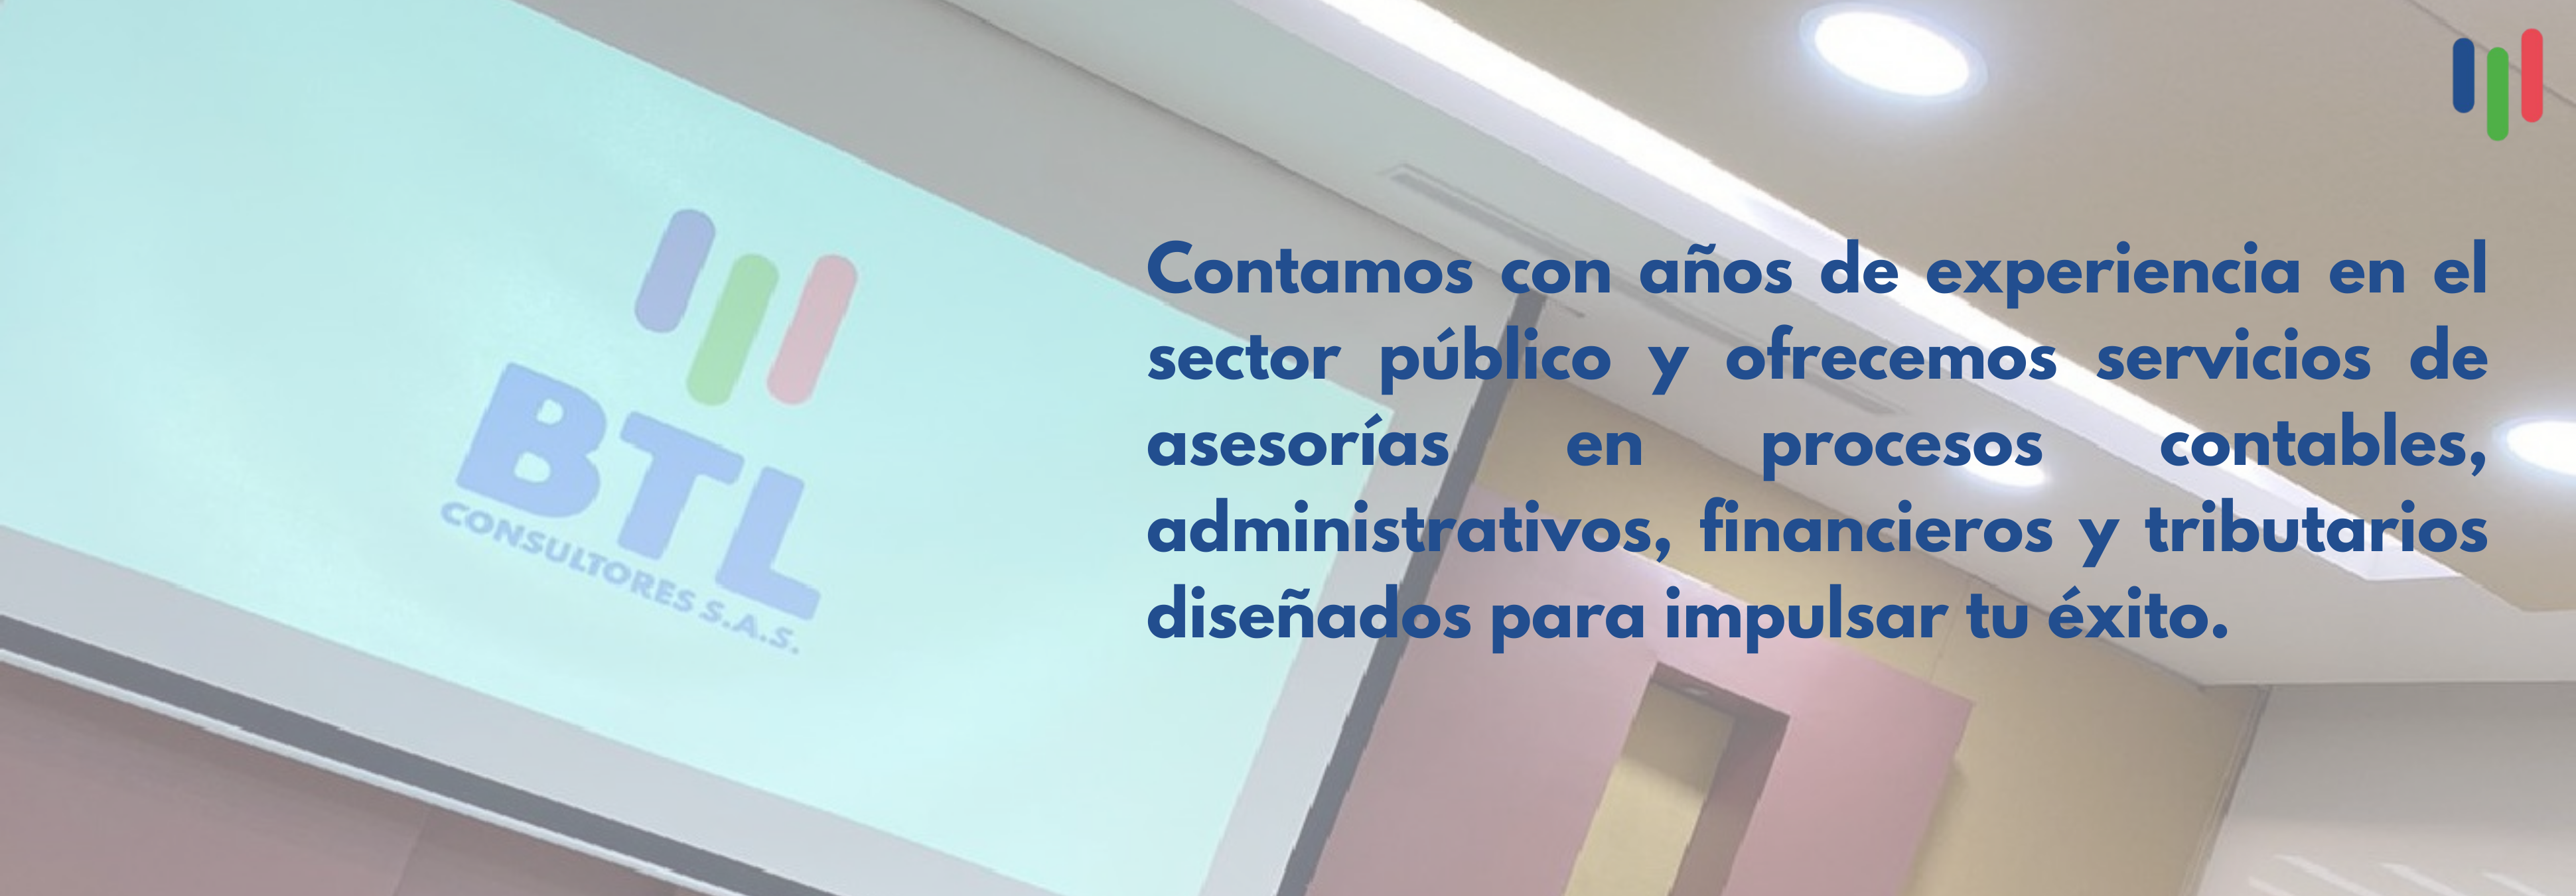 BTL
CONSULTORES S.A.S.
Contamos con años de experiencia en el
sector público y ofrecemos servicios de
asesorías en procesos contables,
administrativos, financieros y tributarios
diseñados para impulsar tu éxito.